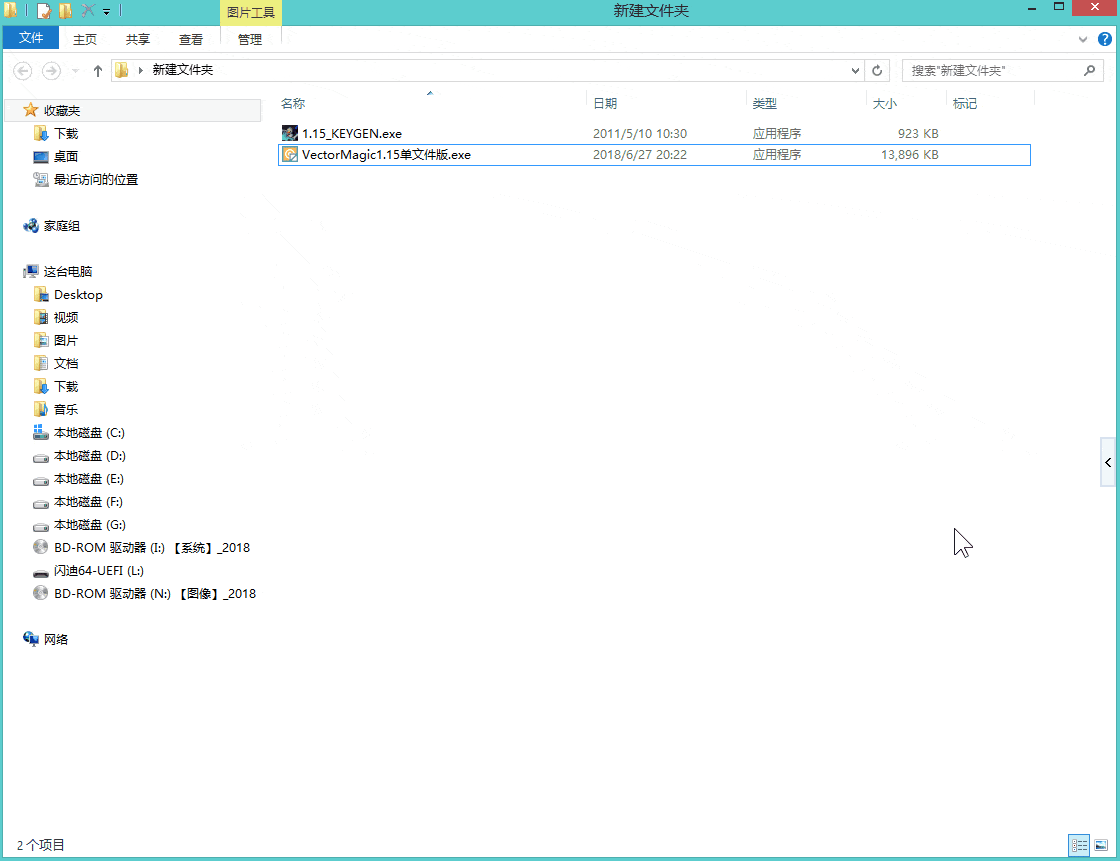 图片工具
新建文件夹
文件
主页
共享
查看
管理
新建文件夹
搜索"新建文件夹"
收藏夹
下载
桌面
最近访问的位置
家庭组
这台电脑
Desktop
视频
图片
文档
下载
音乐
本地磁盘 (C:)
本地磁盘 (D:)
本地磁盘 (E:)
本地磁盘 (F:)
本地磁盘 (G:)
BD-ROM 驱动器 (I:) 【系统】_2018
闪迪64-UEFI (L:)
BD-ROM 驱动器 (N:) 【图像】_2018
网络
名称 日期 类型 大小 标记
1.15_KEYGEN.exe 2011/5/10 10:30 应用程序 923 KB
VectorMagic1.15单文件版.exe 2018/6/27 20:22 应用程序 13,896 KB
2 个项目